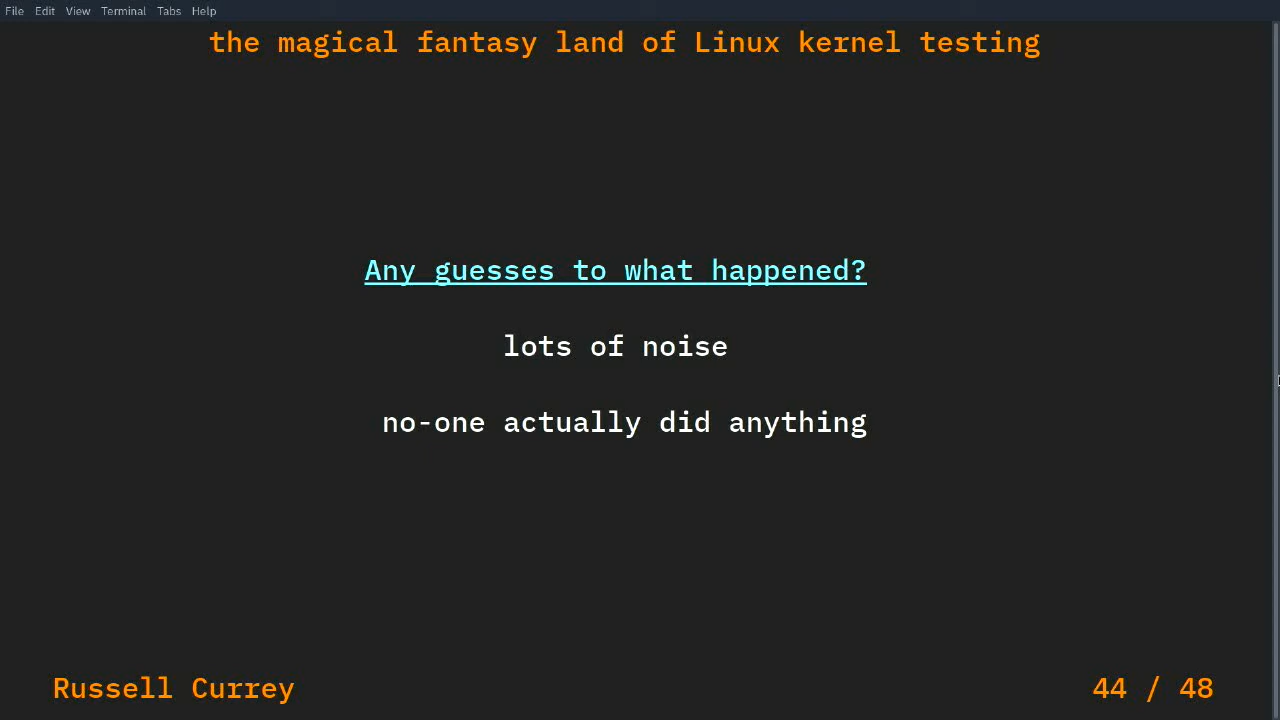 File Edit View Terminal Tabs Help
the magical fantasy land of Linux kernel testing
Any guesses to what happened?
lots of noise
no-one actually did anything
Russell Currey
44 / 48